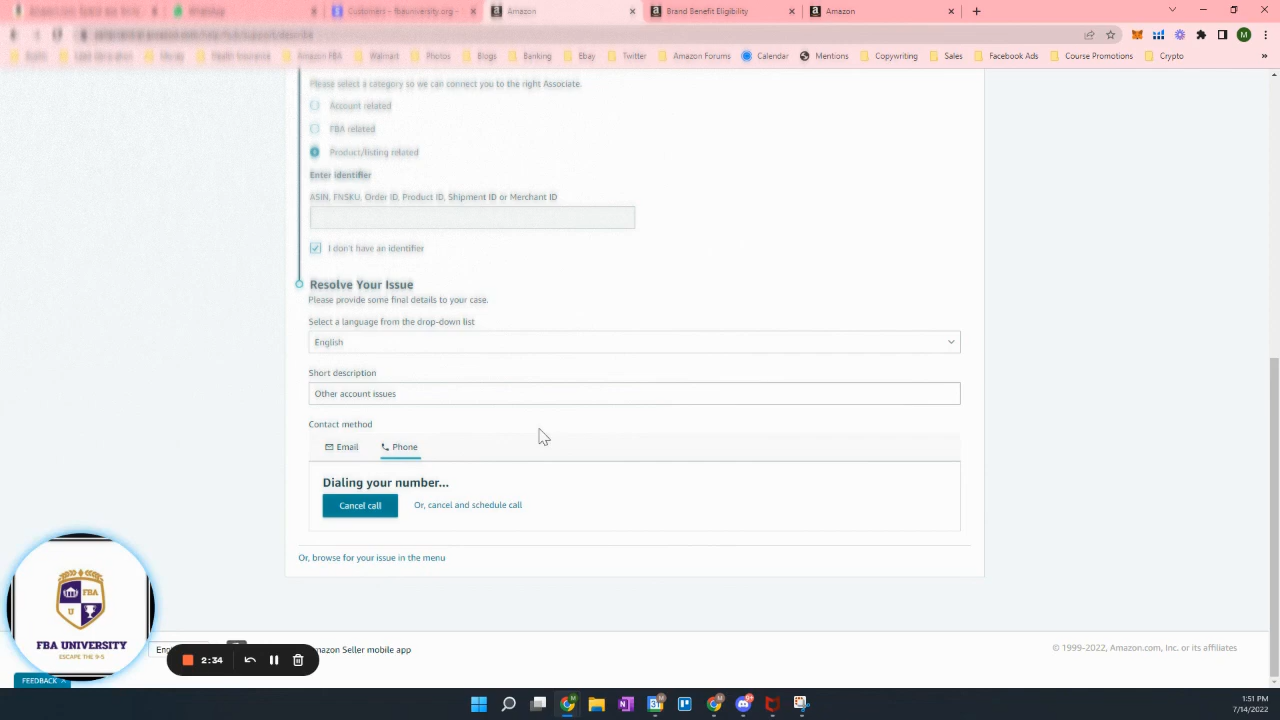 Customers - fbauniversity.org -
Amazon
Brand Benefit Eligibility
Amazon
M
Amazon FBA
Walmart
Photos
Blogs
Banking
Ebay
Twitter
Amazon Forums
Calendar
Mentions
Copywriting
Sales
Facebook Ads
Course Promotions
Crypto
Please select a category so we can connect you to the right Associate.
Account related
FBA related
Product/listing related
Enter identifier
ASIN, FNSKU, Order ID, Product ID, Shipment ID or Merchant ID
I don't have an identifier
Resolve Your Issue
Please provide some final details to your case.
Select a language from the drop-down list
English
Short description
Other account issues
Contact method
Email
Phone
Dialing your number...
Cancel call
Or, cancel and schedule call
Or, browse for your issue in the menu
FBA
U
FBA UNIVERSITY
ESCAPE THE 9-5
2:34
mazon Seller mobile app
© 1999-2022, Amazon.com, Inc. or its affiliates
FEEDBACK
1:51 PM
7/14/2022